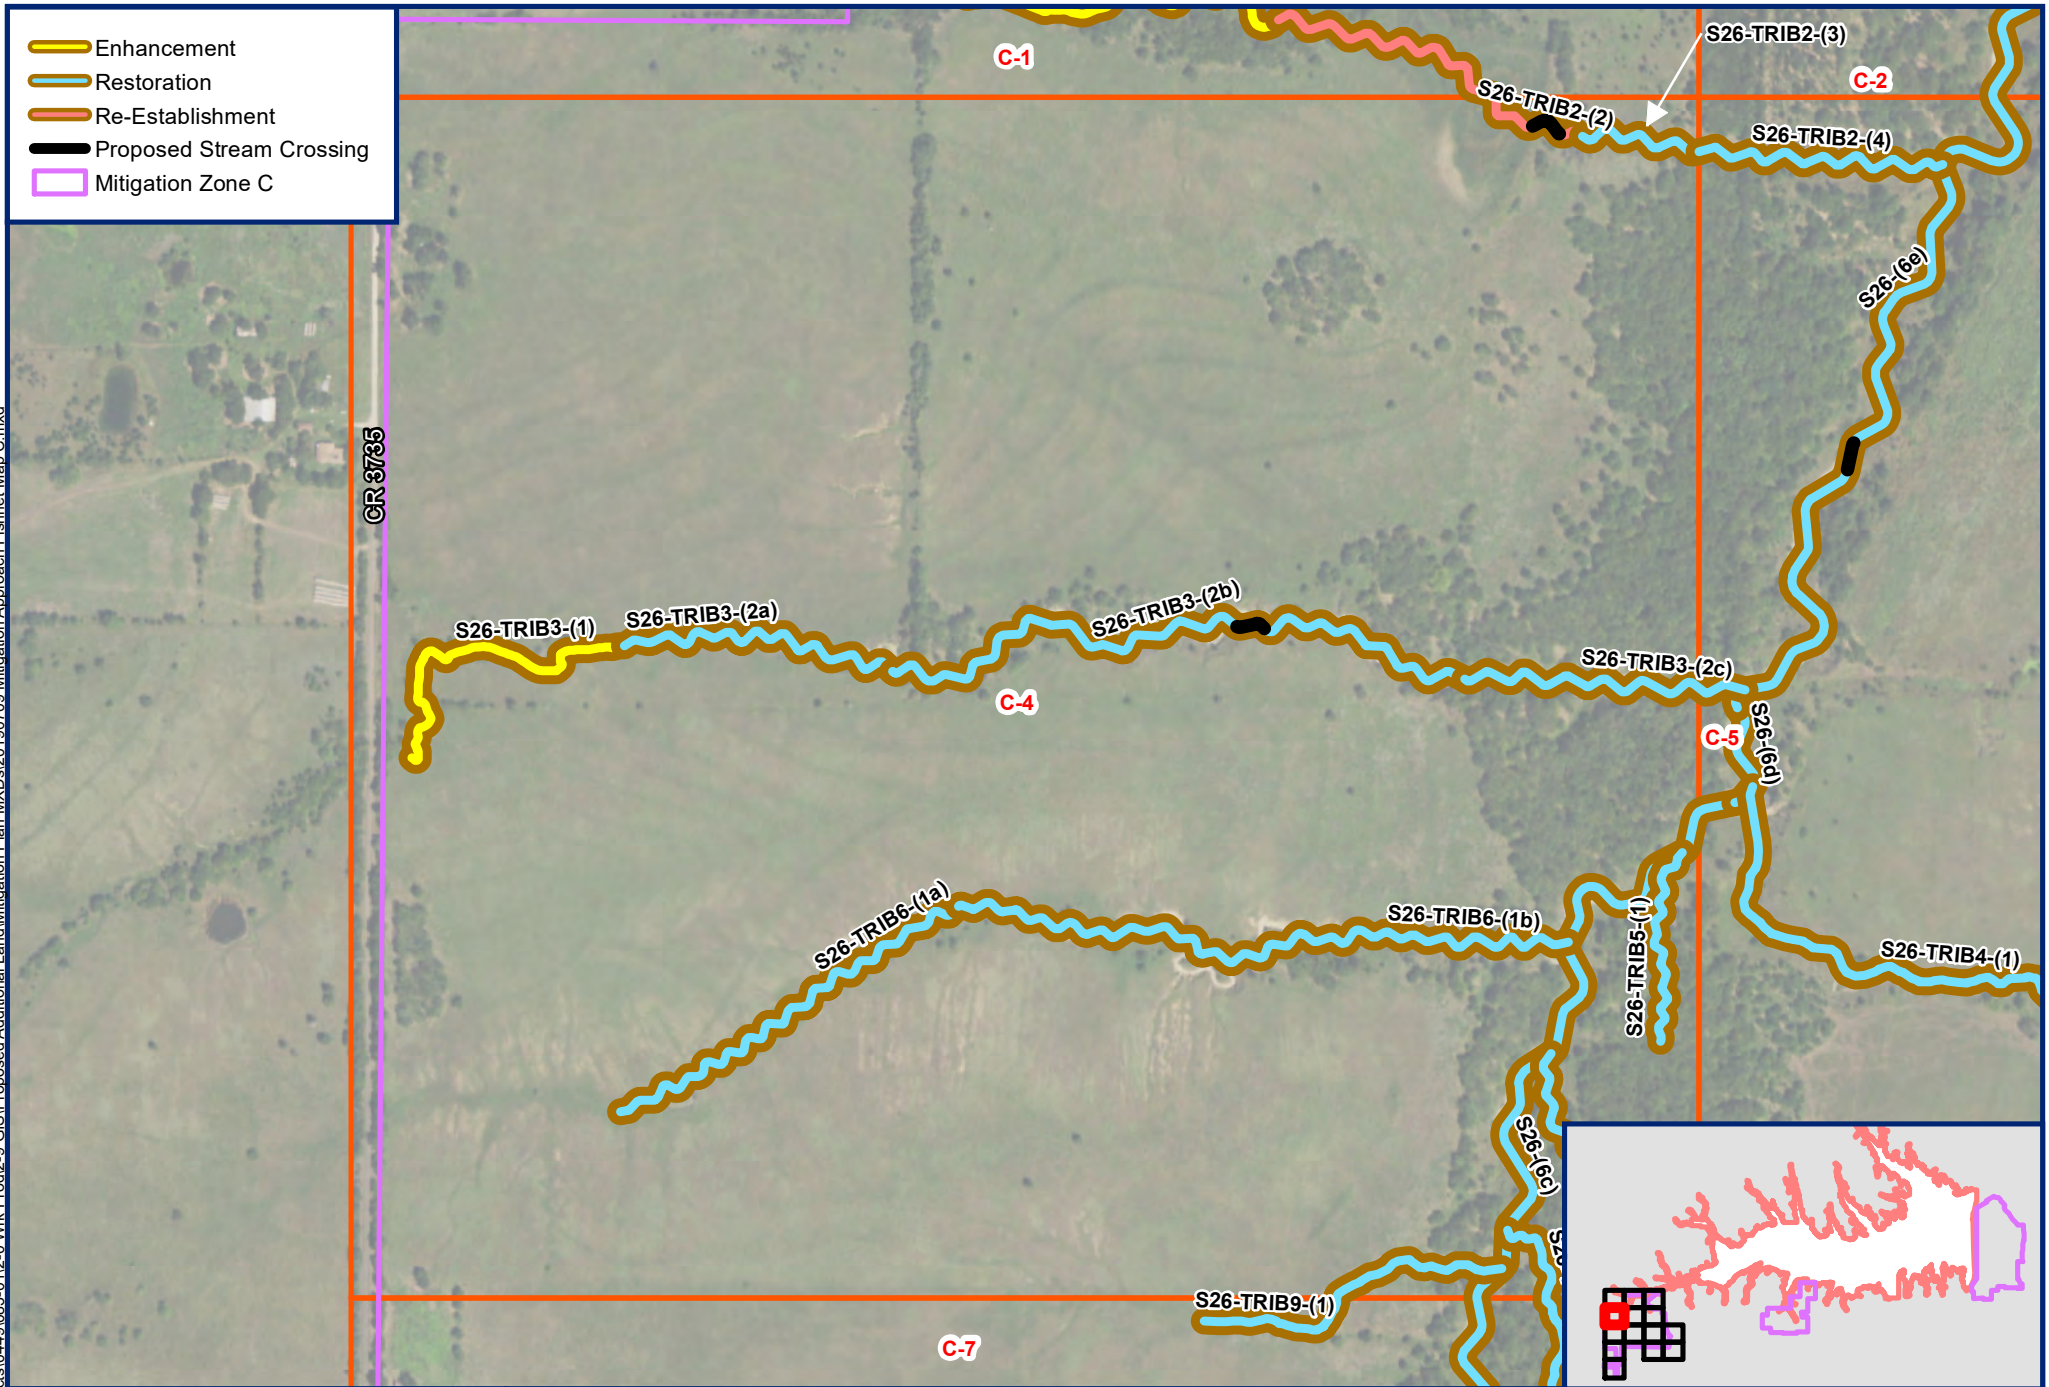 Enhancement
Restoration
Re-Establishment
Proposed Stream Crossing
Mitigation Zone C
C-1
S26-TRIB2-(3)
C-2
S26-TRIB2-(2)
S26-TRIB2-(4)
S26-(6e)
CR 3735
S26-TRIB3-(1)
S26-TRIB3-(2a)
S26-TRIB3-(2b)
S26-TRIB3-(2c)
C-4
C-5
S26-(6d)
S26-TRIB6-(1a)
S26-TRIB6-(1b)
S26-TRIB5-(1)
S26-TRIB4-(1)
S26-(6c)
S26-TRIB9-(1)
C-7